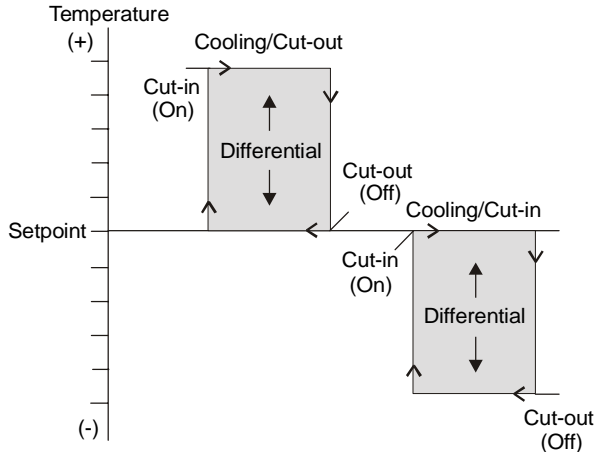 Temperature
(+)
Cooling/Cut-out
Cut-in
(On)
Differential
Cut-out
(Off)
Setpoint
Cooling/Cut-in
Cut-in
(On)
Differential
(-)
Cut-out
(Off)